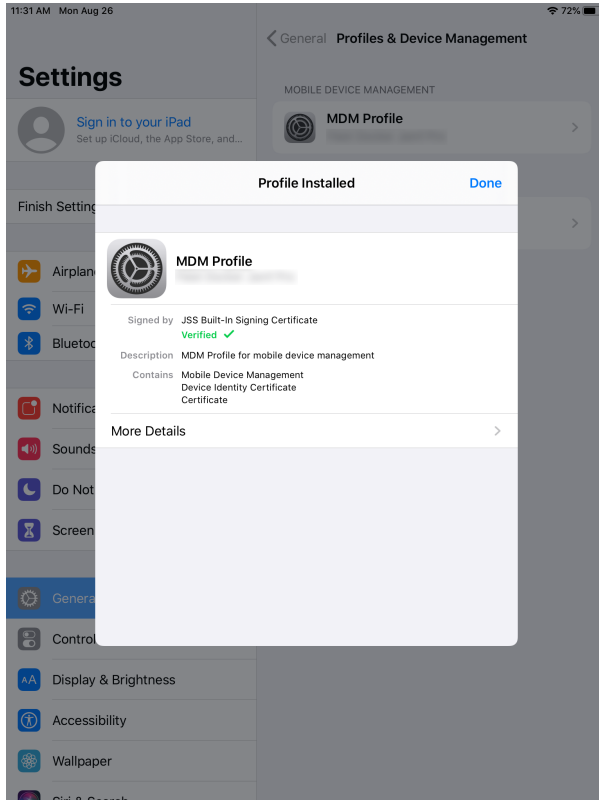 11:31 AM Mon Aug 26
72%
Settings
General
Profiles & Device Management
Sign in to your iPad
Set up iCloud, the App Store, and...
MOBILE DEVICE MANAGEMENT
MDM Profile
Profile Installed
Done
MDM Profile
Signed by JSS Built-In Signing Certificate
Verified
Description MDM Profile for mobile device management
Contains Mobile Device Management
Device Identity Certificate
Certificate
More Details
Finish Setting
Airplan
Wi-Fi
Bluetoo
Notifica
Sounds
Do Not
Screen
Genera
Control
AA Display & Brightness
Accessibility
Wallpaper
Siri & Search